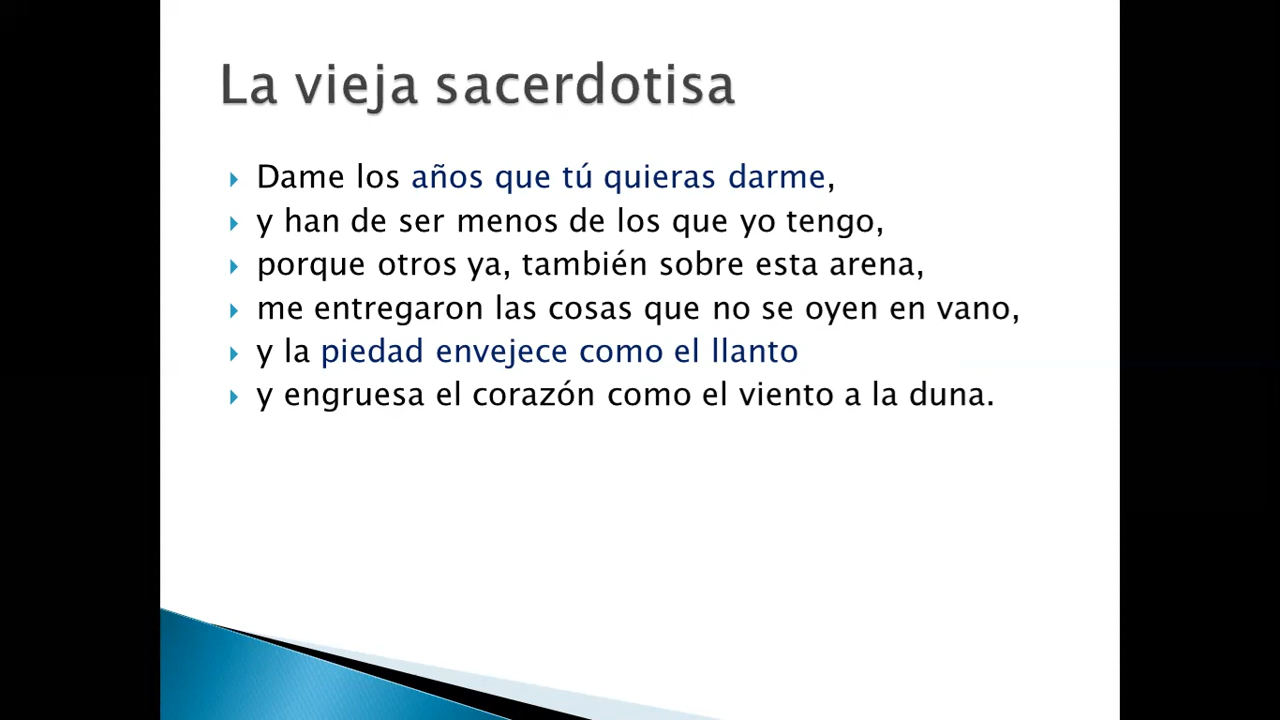 La vieja sacerdotisa
Dame los años que tú quieras darme,
y han de ser menos de los que yo tengo,
porque otros ya, también sobre esta arena,
me entregaron las cosas que no se oyen en vano,
y la piedad envejece como el llanto
y engruesa el corazón como el viento a la duna.